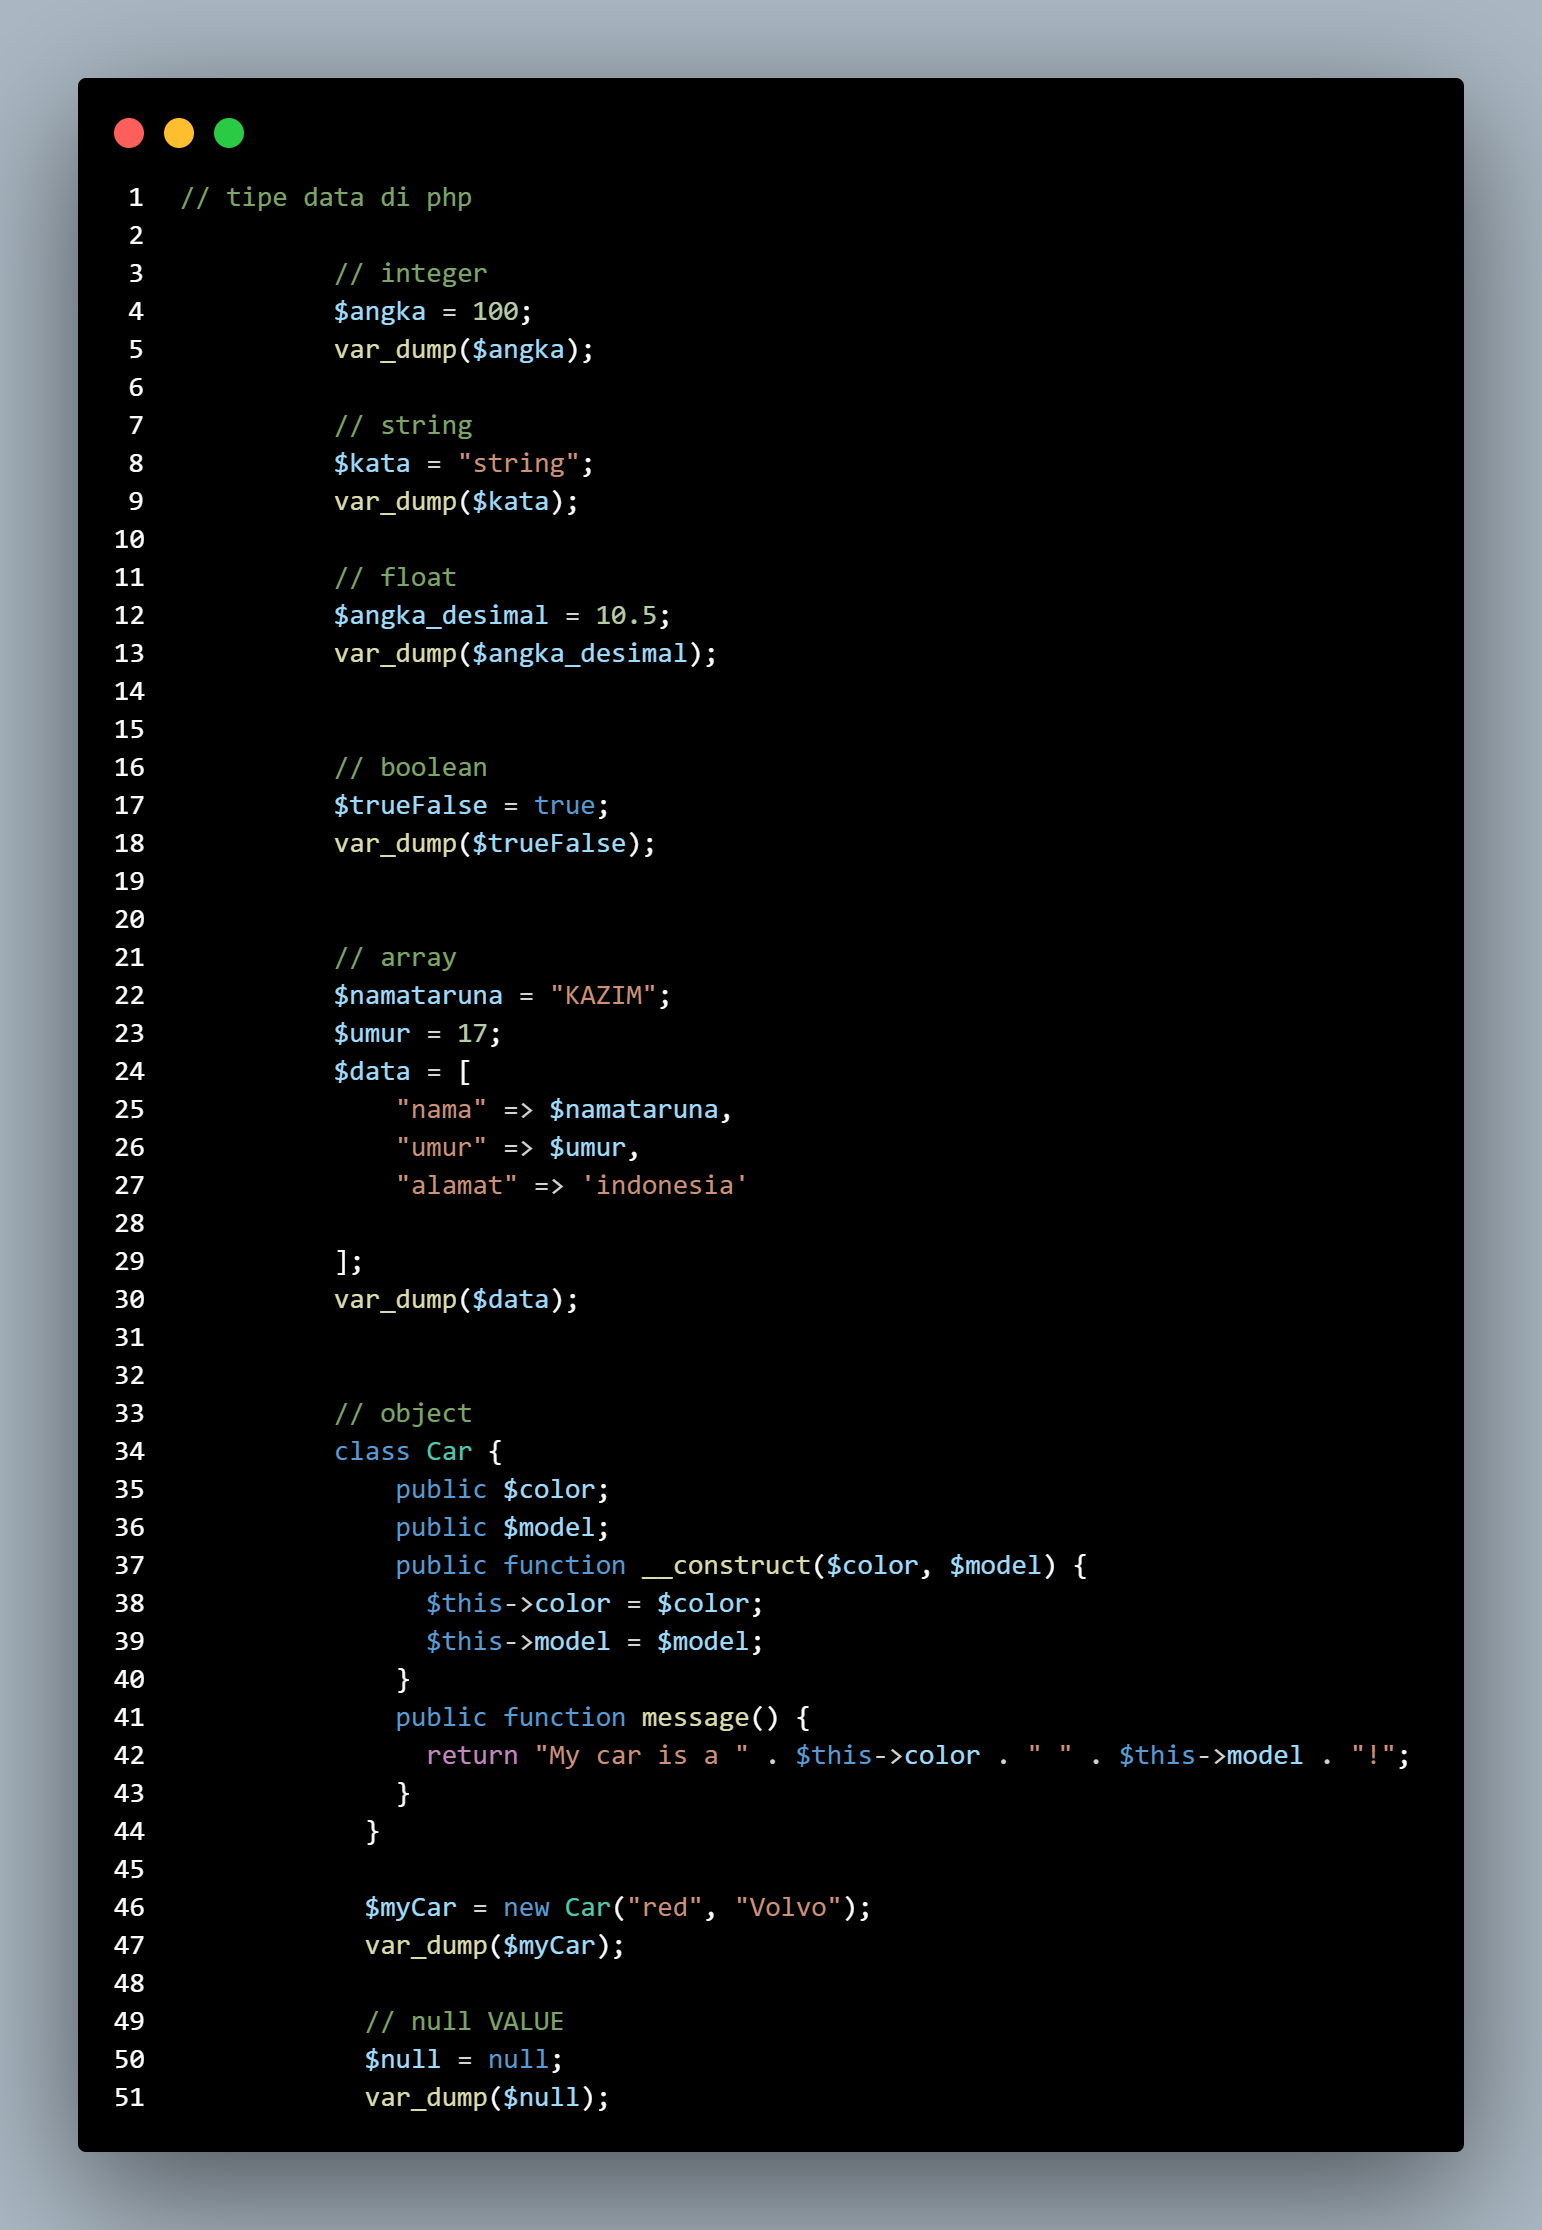 1 // tipe data di php
2
3 // integer
4 $angka = 100;
5 var_dump($angka);
6
7 // string
8 $kata = "string";
9 var_dump($kata);
10
11 // float
12 $angka_desimal = 10.5;
13 var_dump($angka_desimal);
14
15
16 // boolean
17 $trueFalse = true;
18 var_dump($trueFalse);
19
20
21 // array
22 $namataruna = "KAZIM";
23 $umur = 17;
24 $data = [
25 "nama" => $namataruna,
26 "umur" => $umur,
27 "alamat" => 'indonesia'
28
29 ];
30 var_dump($data);
31
32
33 // object
34 class Car {
35 public $color;
36 public $model;
37 public function __construct($color, $model) {
38 $this->color = $color;
39 $this->model = $model;
40 }
41 public function message() {
42 return "My car is a " . $this->color . " " . $this->model . "!";
43 }
44 }
45
46 $myCar = new Car("red", "Volvo");
47 var_dump($myCar);
48
49 // null VALUE
50 $null = null;
51 var_dump($null);